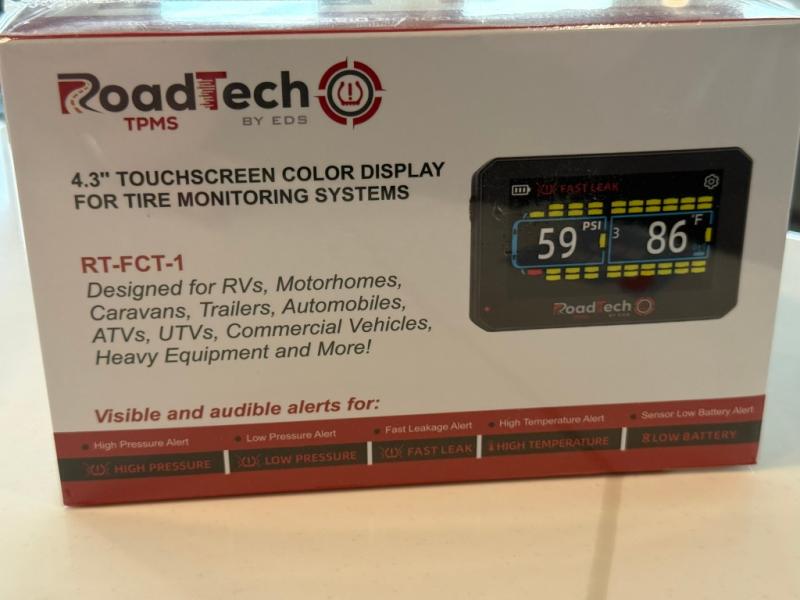 RoadTech
TPMS
BY EDS
4.3" TOUCHSCREEN COLOR DISPLAY
FOR TIRE MONITORING SYSTEMS
RT-FCT-1
Designed for RVs, Motorhomes,
Caravans, Trailers, Automobiles,
ATVs, UTVs, Commercial Vehicles,
Heavy Equipment and More!
FAST LEAK
59 PSI
3 86 °F
RoadTech
BY EDS
Visible and audible alerts for:
• High Pressure Alert
• Low Pressure Alert
• Fast Leakage Alert
• High Temperature Alert
• Sensor Low Battery Alert
HIGH PRESSURE
LOW PRESSURE
FAST LEAK
HIGH TEMPERATURE
LOW BATTERY